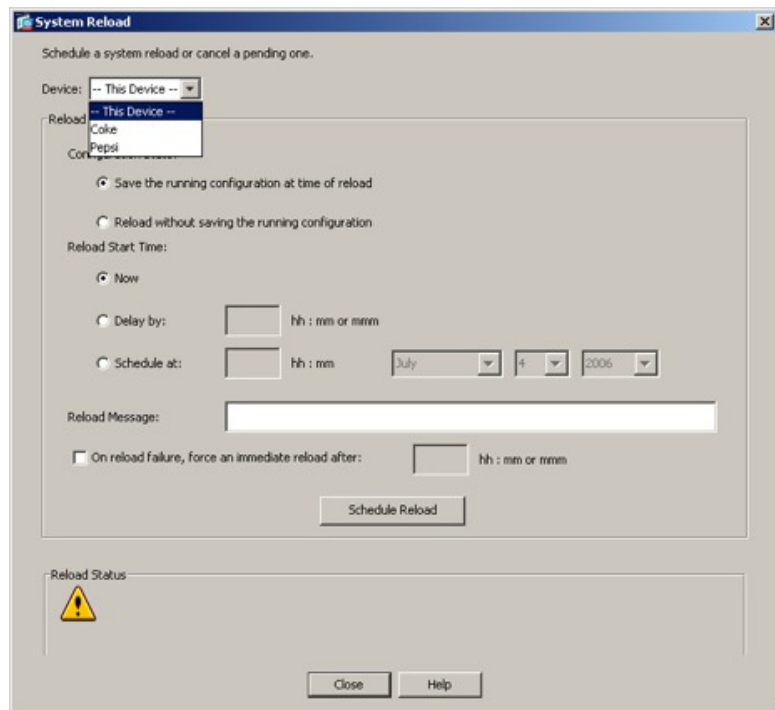 System Reload
Schedule a system reload or cancel a pending one.
Device: -- This Device --
-- This Device --
Coke
Pepsi
Reload
Save the running configuration at time of reload
Reload without saving the running configuration
Reload Start Time:
Now
Delay by: hh : mm or mmm
Schedule at: hh : mm July 4 2006
Reload Message:
On reload failure, force an immediate reload after: hh : mm or mmm
Schedule Reload
Reload Status
Close Help